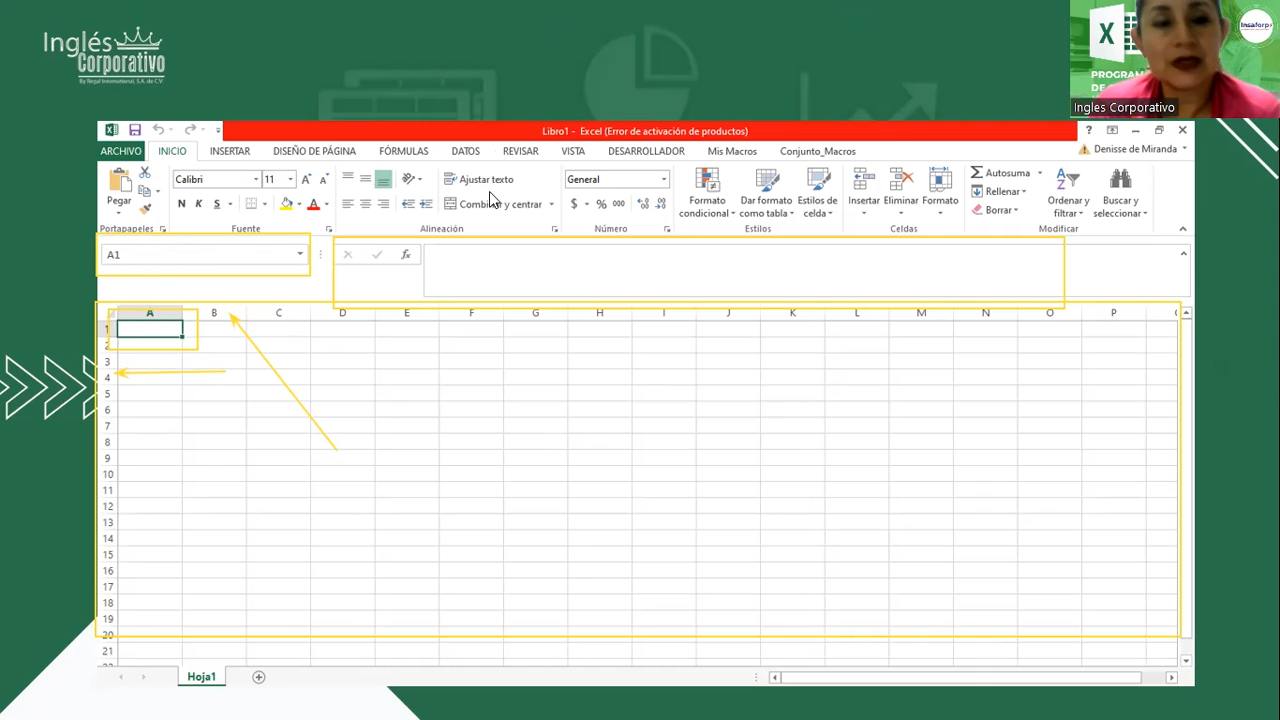 Inglés
Corporativo
By Regal International, S.A. de C.V.
X
Insaforp
PROGRAM
DE
Ingles Corporativo
Libro1 - Excel (Error de activación de productos)
?
ARCHIVO INICIO INSERTAR DISEÑO DE PÁGINA FÓRMULAS DATOS REVISAR VISTA DESARROLLADOR Mis Macros Conjunto_Macros Denisse de Miranda
Pegar
Calibri 11 A A
N K S A
Ajustar texto
Combinar y centrar
General
$ % 000
Formato condicional
Dar formato como tabla
Estilos de celda
Insertar Eliminar Formato
Autosuma
Rellenar
Borrar
Ordenar y filtrar
Buscar y seleccionar
Portapapeles Fuente Alineación Número Estilos Celdas Modificar
A1 fx
A B C D E F G H I J K L M N O P
1
2
3
4
5
6
7
8
9
10
11
12
13
14
15
16
17
18
19
20
21
Hoja1